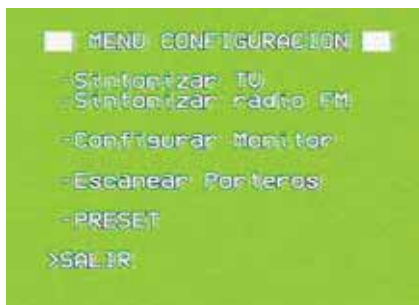 MENU CONFIGURACION
-Sintonizar TV
-Sintonizar radio FM
-Configurar Monitor
-Escanear Porteros
-PRESET
>SALIR